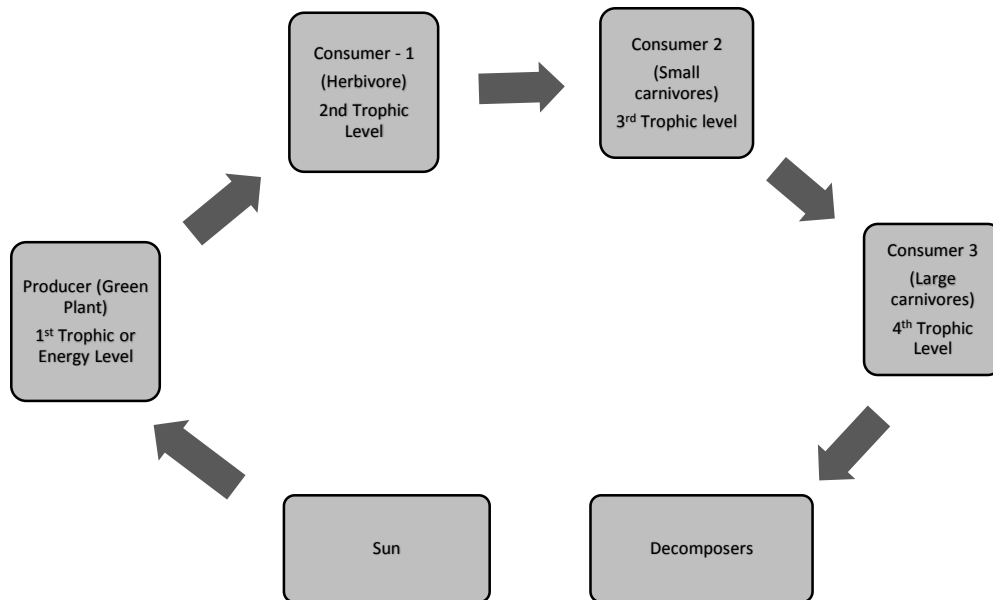 Consumer - 1
(Herbivore)
2nd Trophic
Level
Consumer 2
(Small
carnivores)
3rd Trophic level
Consumer 3
(Large
carnivores)
4th Trophic
Level
Producer (Green
Plant)
1st Trophic or
Energy Level
Sun
Decomposers